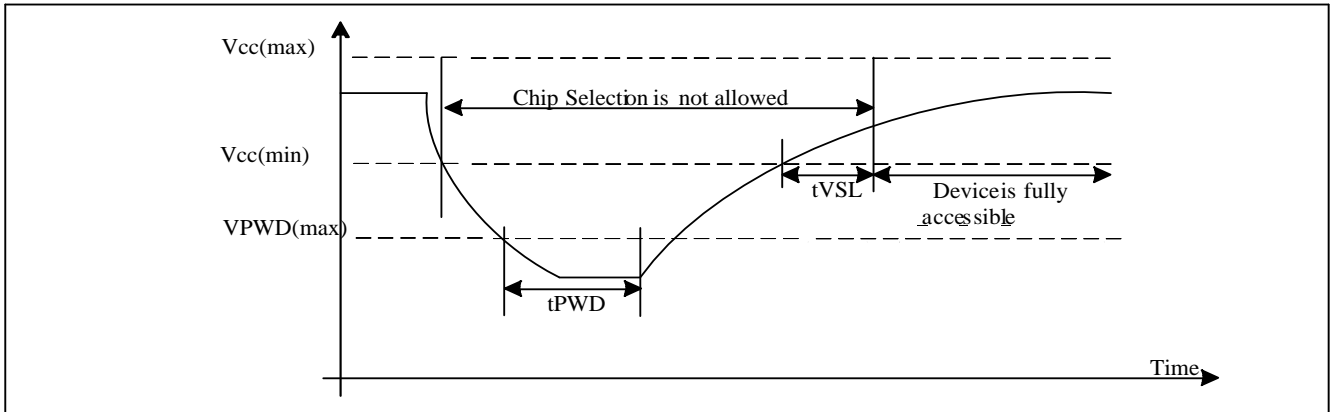 Vcc(max)
Chip Selection is not allowed
Vcc(min)
tVSL
Device is fully
accessible
VPWD(max)
tPWD
Time